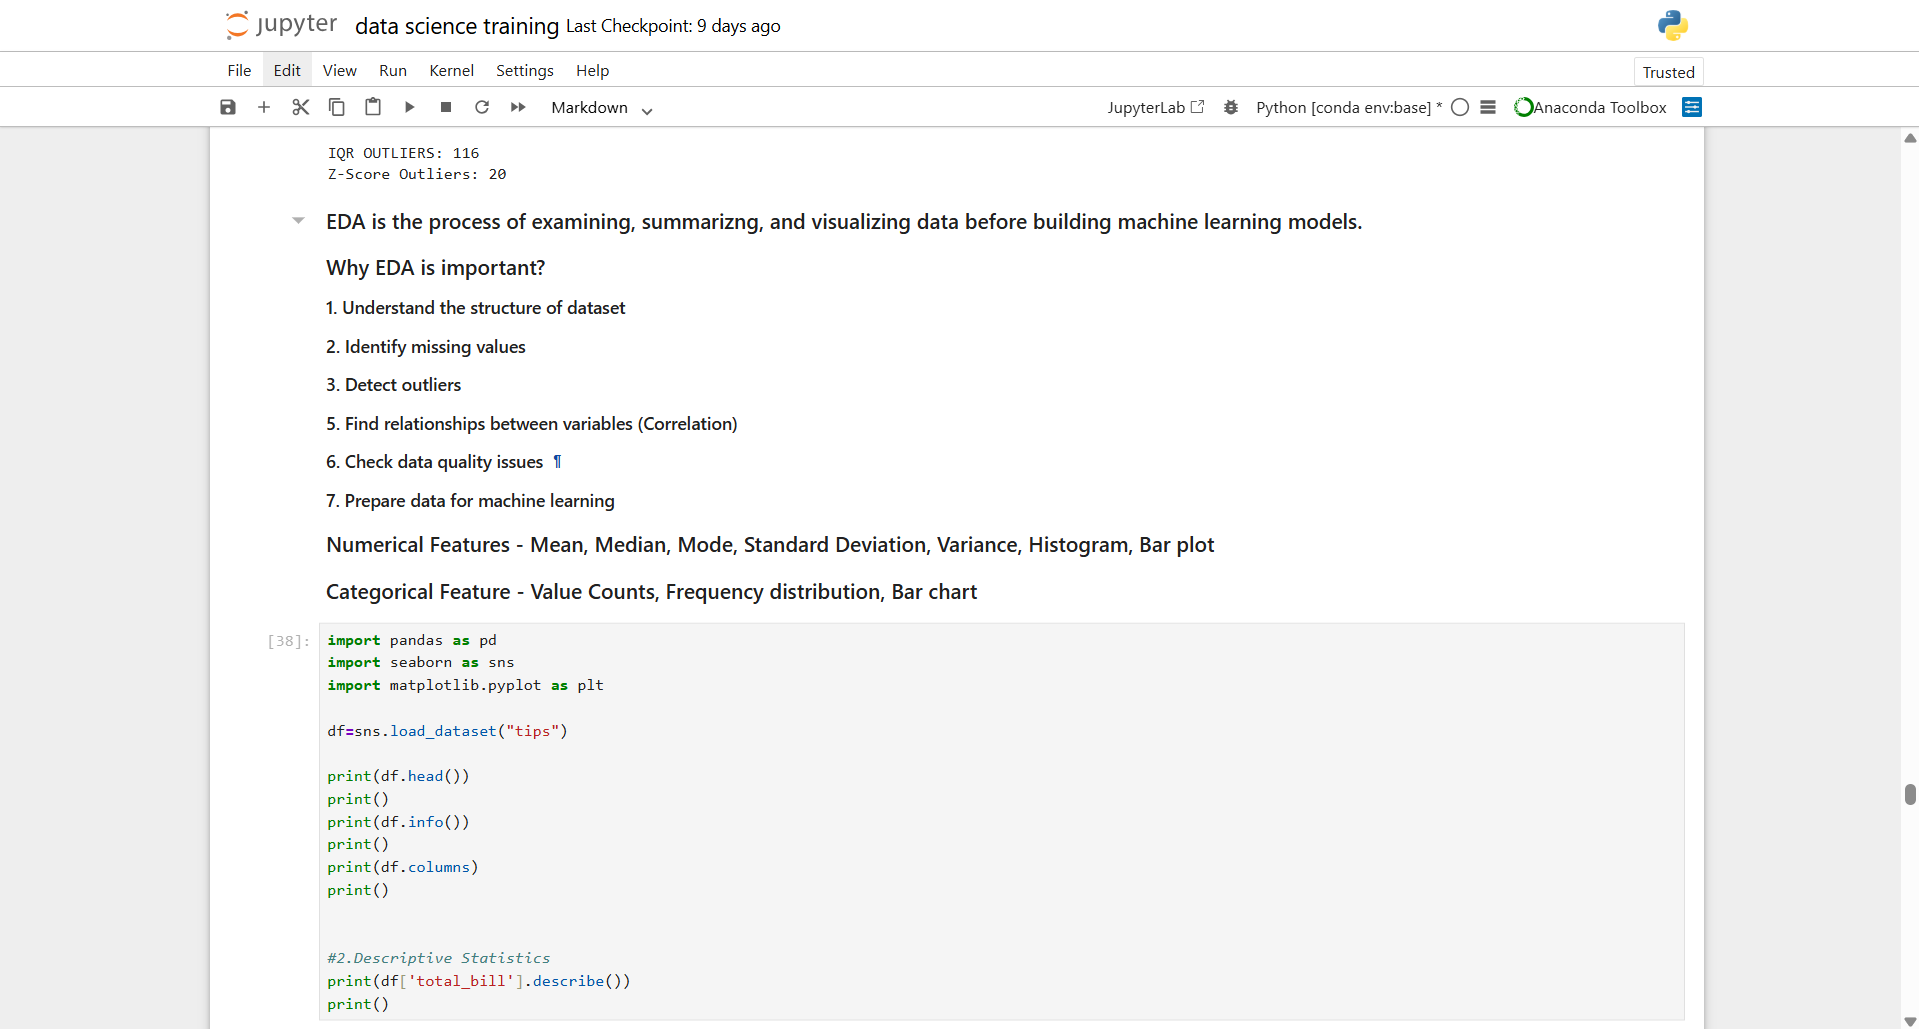 jupyter data science training Last Checkpoint: 9 days ago
File Edit View Run Kernel Settings Help Trusted
Markdown JupyterLab Python [conda env:base] * Anaconda Toolbox
IQR OUTLIERS: 116
Z-Score Outliers: 20
EDA is the process of examining, summarizng, and visualizing data before building machine learning models.
Why EDA is important?
1. Understand the structure of dataset
2. Identify missing values
3. Detect outliers
5. Find relationships between variables (Correlation)
6. Check data quality issues ¶
7. Prepare data for machine learning
Numerical Features - Mean, Median, Mode, Standard Deviation, Variance, Histogram, Bar plot
Categorical Feature - Value Counts, Frequency distribution, Bar chart
[38]: import pandas as pd
import seaborn as sns
import matplotlib.pyplot as plt
df=sns.load_dataset("tips")
print(df.head())
print()
print(df.info())
print()
print(df.columns)
print()
#2.Descriptive Statistics
print(df['total_bill'].describe())
print()